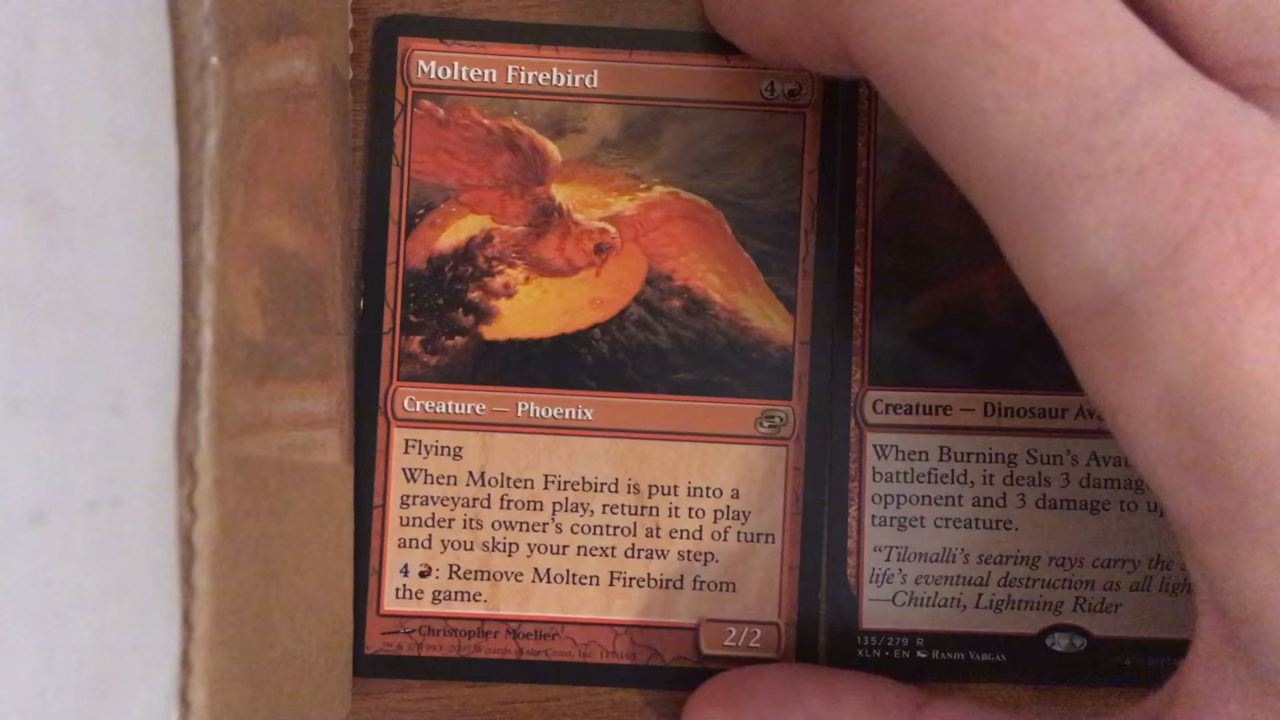 Molten Firebird
4
Creature — Phoenix
Flying
When Molten Firebird is put into a
graveyard from play, return it to play
under its owner's control at end of turn
and you skip your next draw step.
4 : Remove Molten Firebird from
the game.
Christopher Moeller
2/2
Creature — Dinosaur
When Burning Sun's
battlefield, it deals 3
opponent and 3 damage to
target creature.
"Tilonalli's searing rays carry the
life's eventual destruction as all
—Chitlati, Lightning Rider
135/279 R
XLN • EN RANDY VARGAS